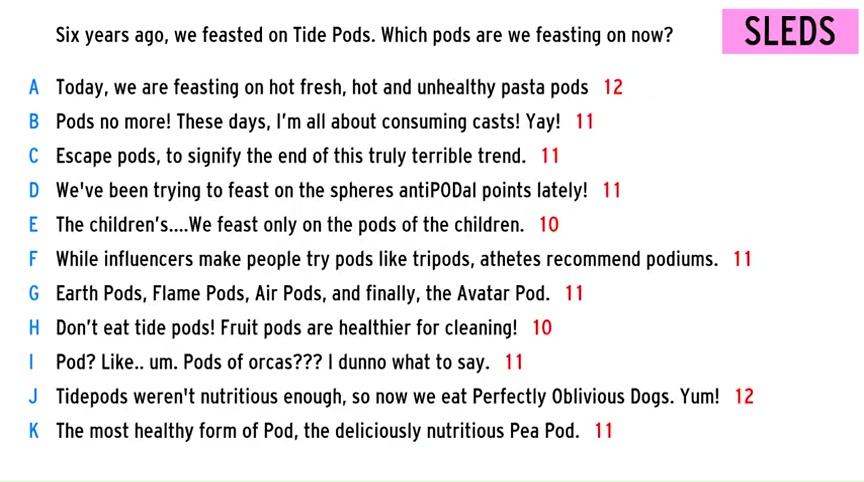 Six years ago, we feasted on Tide Pods. Which pods are we feasting on now?
SLEDS
A Today, we are feasting on hot fresh, hot and unhealthy pasta pods 12
B Pods no more! These days, I'm all about consuming casts! Yay! 11
C Escape pods, to signify the end of this truly terrible trend. 11
D We've been trying to feast on the spheres antiPODal points lately! 11
E The children's....We feast only on the pods of the children. 10
F While influencers make people try pods like tripods, athetes recommend podiums. 11
G Earth Pods, Flame Pods, Air Pods, and finally, the Avatar Pod. 11
H Don't eat tide pods! Fruit pods are healthier for cleaning! 10
I Pod? Like.. um. Pods of orcas??? I dunno what to say. 11
J Tidepods weren't nutritious enough, so now we eat Perfectly Oblivious Dogs. Yum! 12
K The most healthy form of Pod, the deliciously nutritious Pea Pod. 11